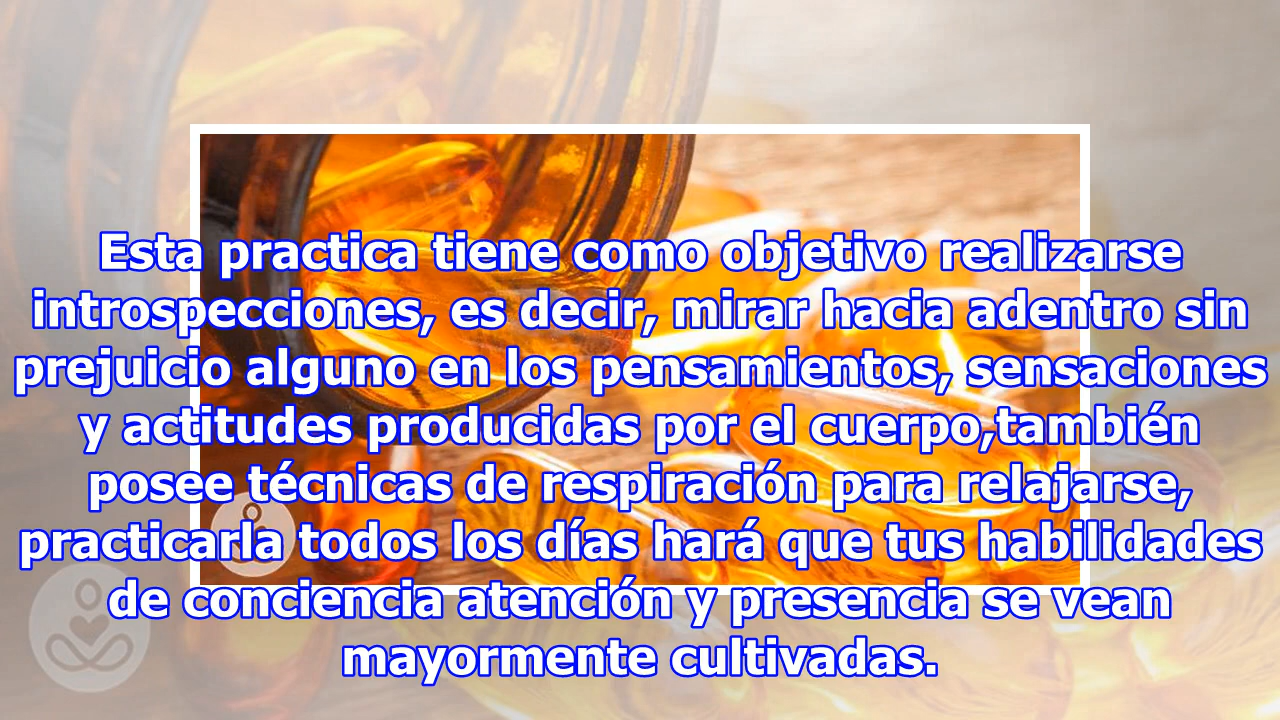 Esta practica tiene como objetivo realizarse
introspecciones, es decir, mirar hacia adentro sin
prejuicio alguno en los pensamientos, sensaciones
y actitudes producidas por el cuerpo,también
posee técnicas de respiración para relajarse,
practicarla todos los días hará que tus habilidades
de conciencia atención y presencia se vean
mayormente cultivadas.